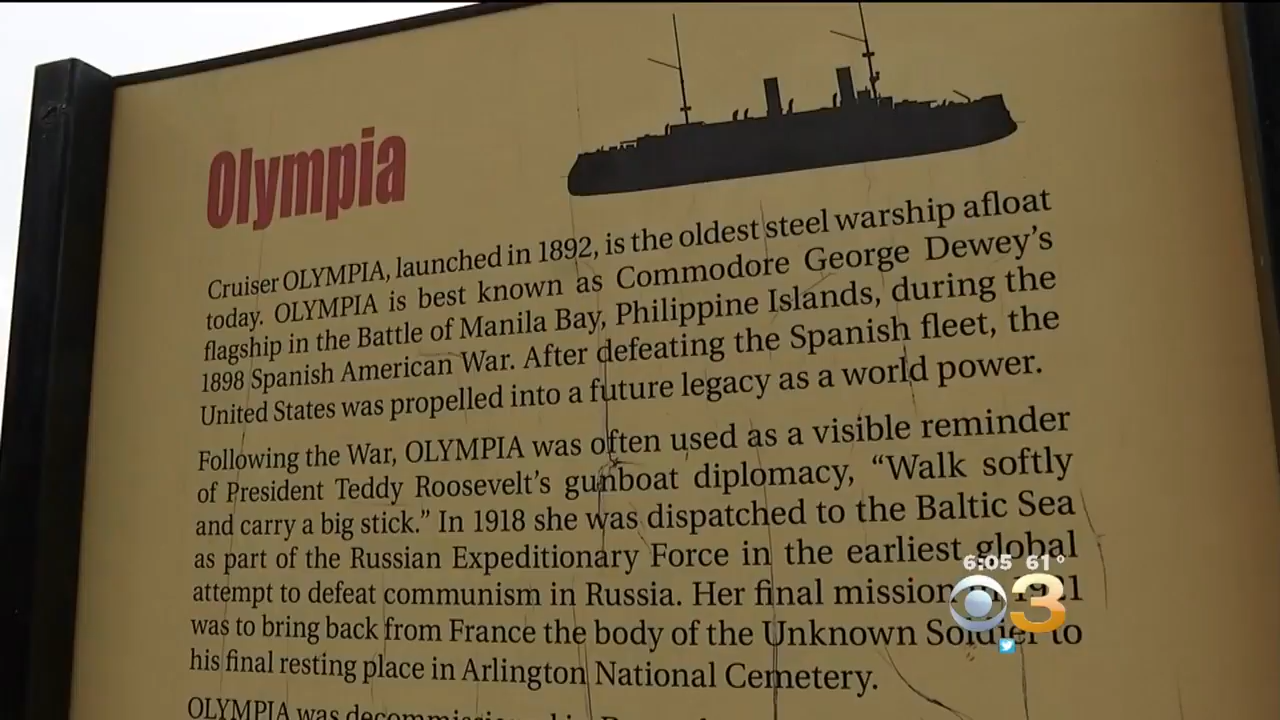 Olympia
Cruiser OLYMPIA, launched in 1892, is the oldest steel warship afloat
today. OLYMPIA is best known as Commodore George Dewey's
flagship in the Battle of Manila Bay, Philippine Islands, during the
1898 Spanish American War. After defeating the Spanish fleet, the
United States was propelled into a future legacy as a world power.
Following the War, OLYMPIA was often used as a visible reminder
of President Teddy Roosevelt's gunboat diplomacy, “Walk softly
and carry a big stick.” In 1918 she was dispatched to the Baltic Sea
as part of the Russian Expeditionary Force in the earliest global
attempt to defeat communism in Russia. Her final mission in 1921
was to bring back from France the body of the Unknown Soldier to
his final resting place in Arlington National Cemetery.
OLYMPIA was
6:05 61°
3